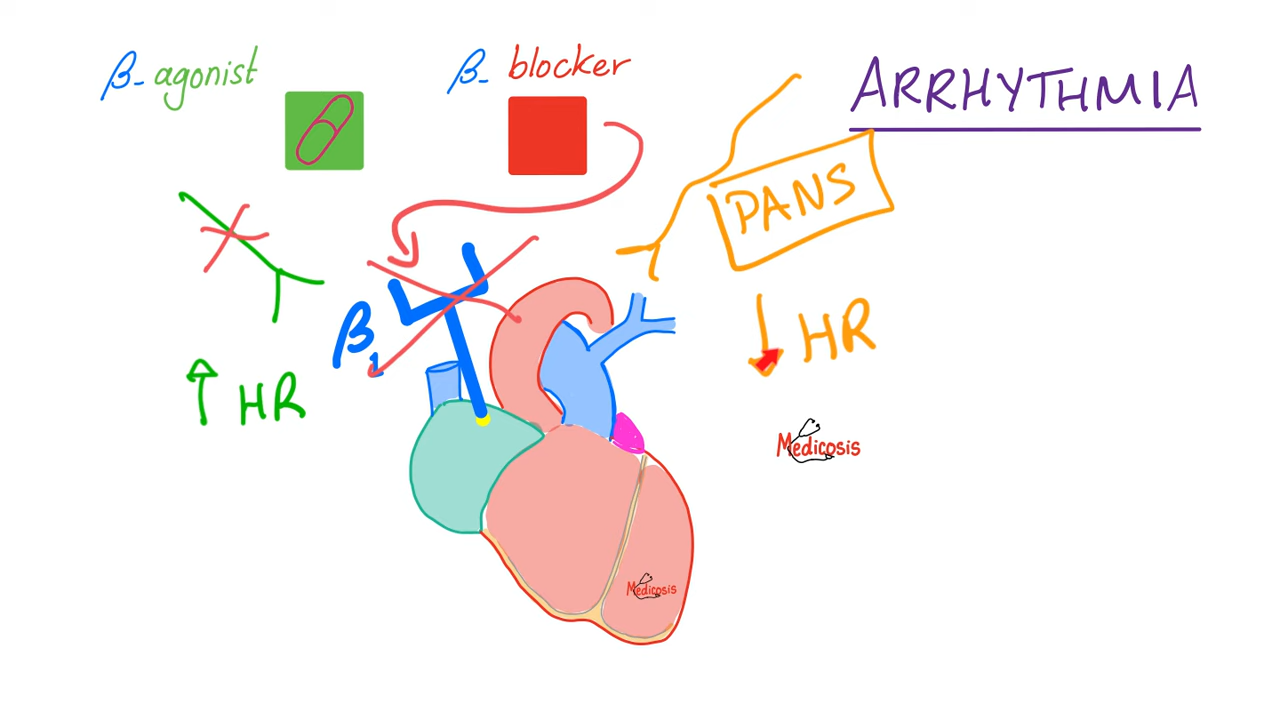 β- agonist
β- blocker
ARRHYTHMIA
PANS
β1
↑ HR
↓ HR
Medicosis
Medicosis